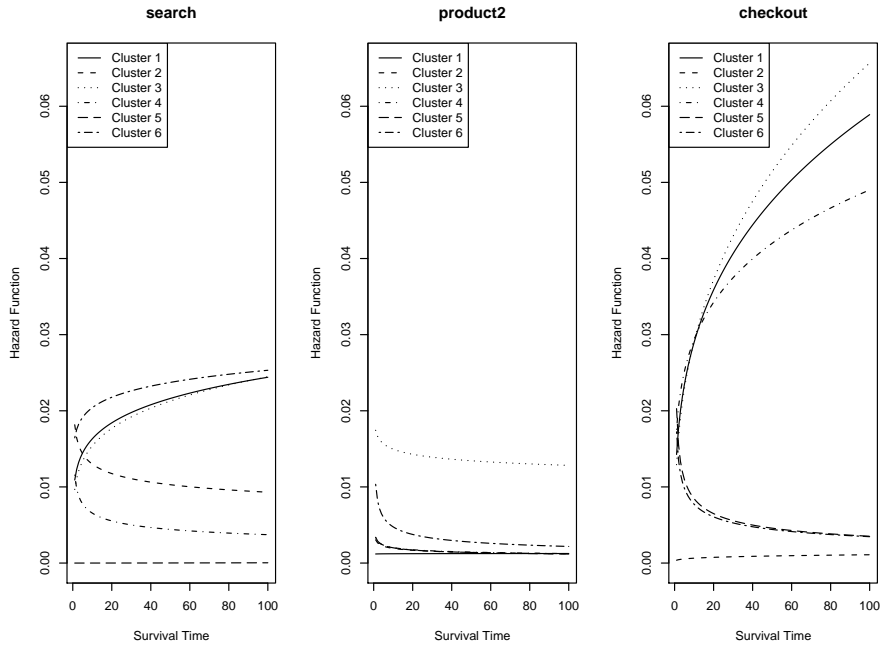 search
Cluster 1
Cluster 2
Cluster 3
Cluster 4
Cluster 5
Cluster 6
Hazard Function
0.00 0.01 0.02 0.03 0.04 0.05 0.06
0 20 40 60 80 100
Survival Time
product2
Cluster 1
Cluster 2
Cluster 3
Cluster 4
Cluster 5
Cluster 6
Hazard Function
0.00 0.01 0.02 0.03 0.04 0.05 0.06
0 20 40 60 80 100
Survival Time
checkout
Cluster 1
Cluster 2
Cluster 3
Cluster 4
Cluster 5
Cluster 6
Hazard Function
0.00 0.01 0.02 0.03 0.04 0.05 0.06
0 20 40 60 80 100
Survival Time